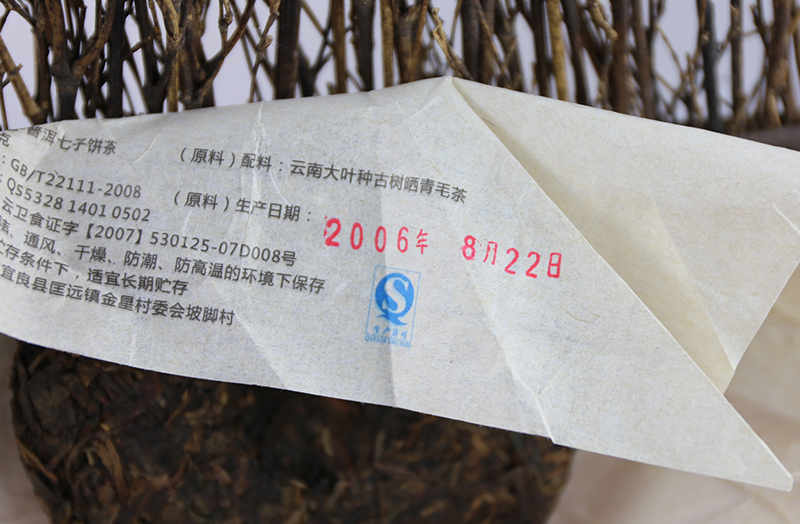 普洱七子饼茶
(原料)配料：云南大叶种古树晒青毛茶
: GB/T22111-2008
: QS5328 1401 0502
(原料)生产日期：
2006年 8月22日
云卫食证字【2007】530125-07D008号
通风、干燥、防潮、防高温的环境下保存
贮存条件下，适宜长期贮存
宜良县匡远镇金星村委会坡脚村
QS
生产许可